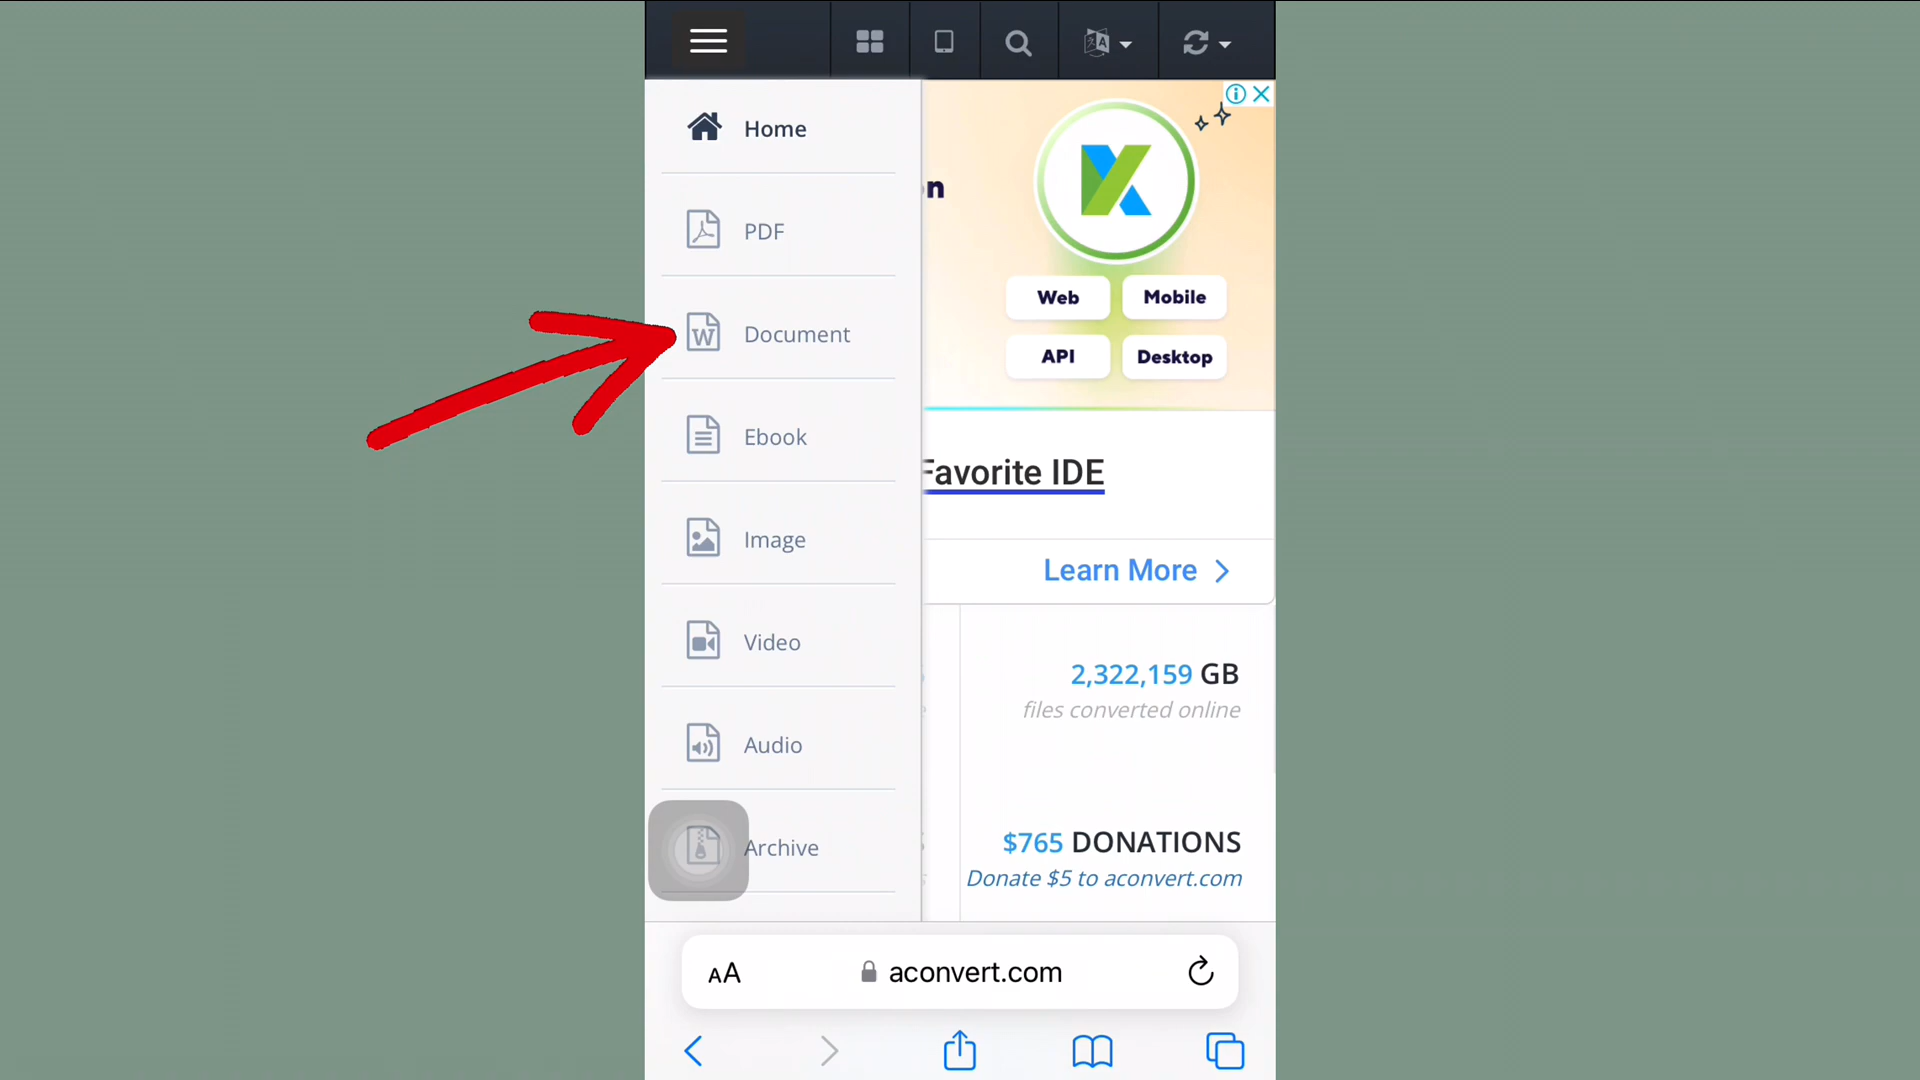 Home
PDF
Document
Ebook
Image
Video
Audio
Archive
n
Web
Mobile
API
Desktop
Favorite IDE
Learn More
2,322,159 GB
files converted online
$765 DONATIONS
Donate $5 to aconvert.com
AA
aconvert.com